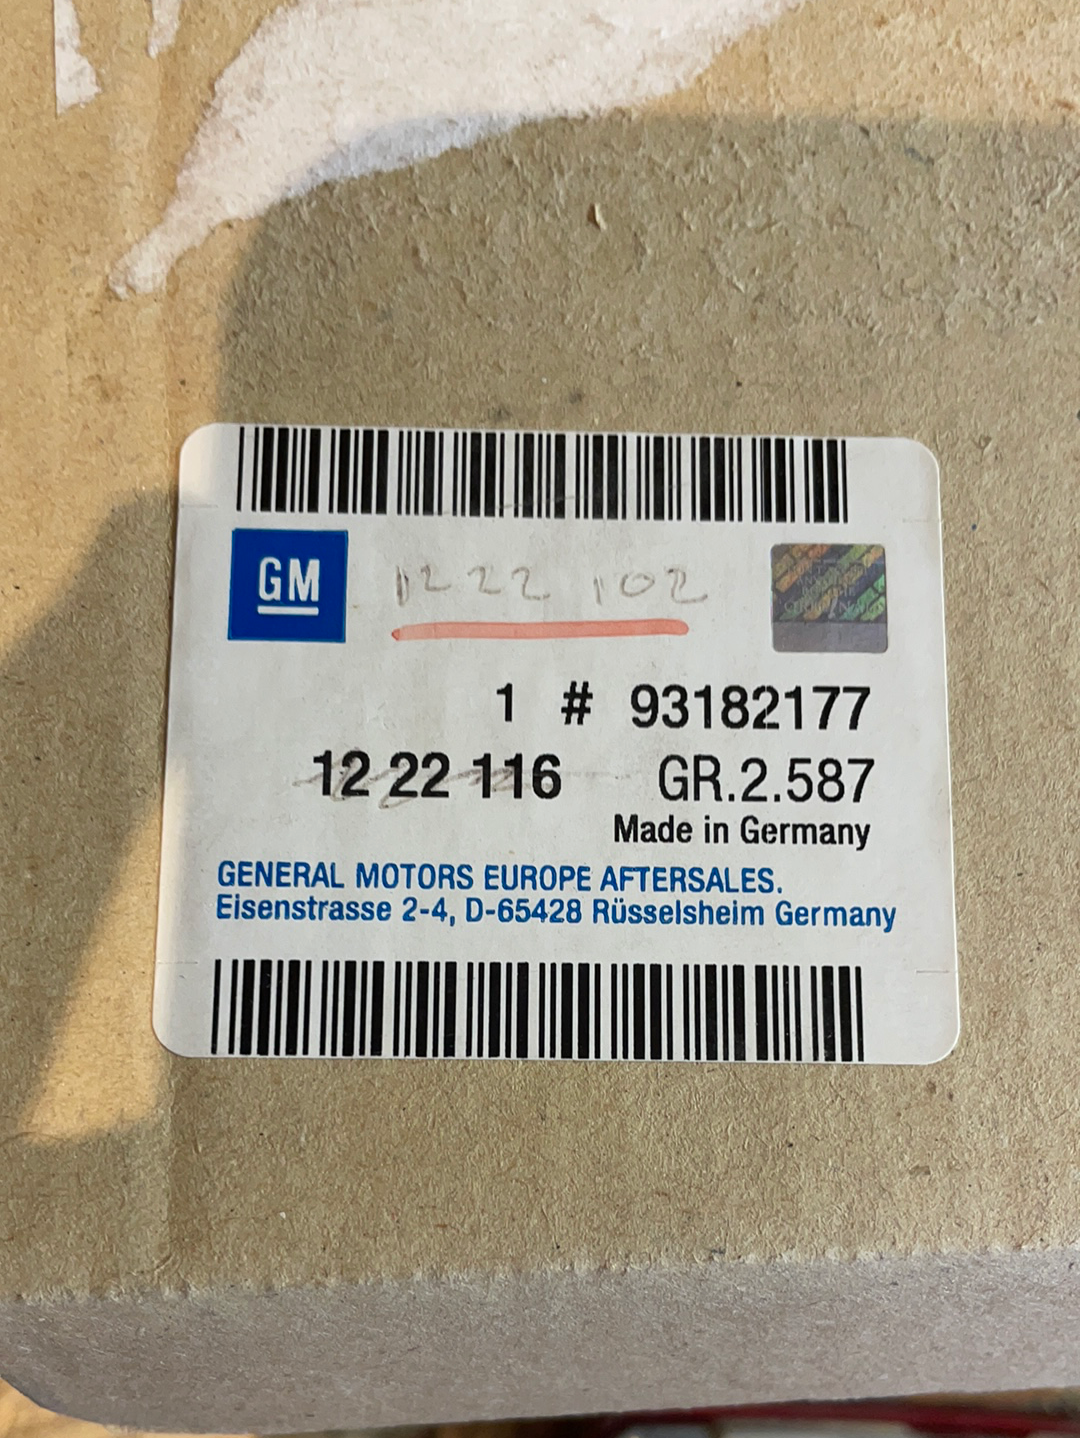 GM
1222 102
1 # 93182177
12 22 116 GR.2.587
Made in Germany
GENERAL MOTORS EUROPE AFTERSALES.
Eisenstrasse 2-4, D-65428 Rüsselsheim Germany